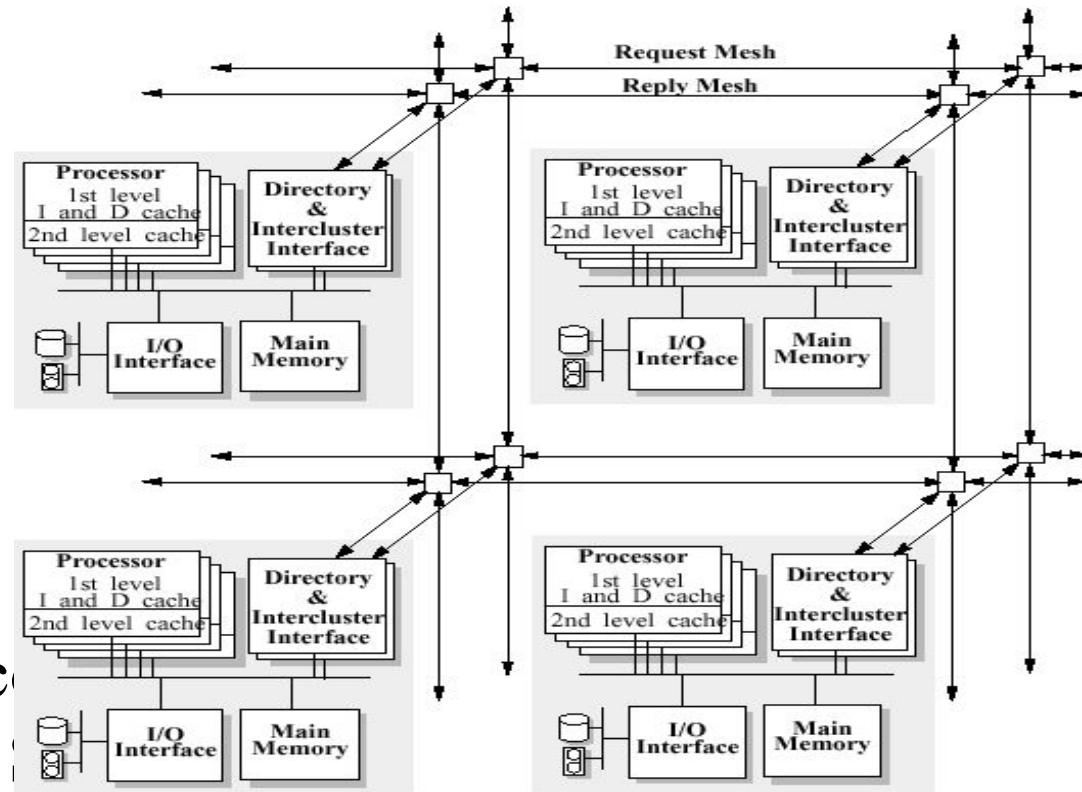 Request Mesh
Reply Mesh
Processor
1st level
I and D cache
2nd level cache
Directory
&
Intercluster
Interface
I/O
Interface
Main
Memory
Processor
1st level
I and D cache
2nd level cache
Directory
&
Intercluster
Interface
I/O
Interface
Main
Memory
Processor
1st level
I and D cache
2nd level cache
Directory
&
Intercluster
Interface
I/O
Interface
Main
Memory
Processor
1st level
I and D cache
2nd level cache
Directory
&
Intercluster
Interface
I/O
Interface
Main
Memory